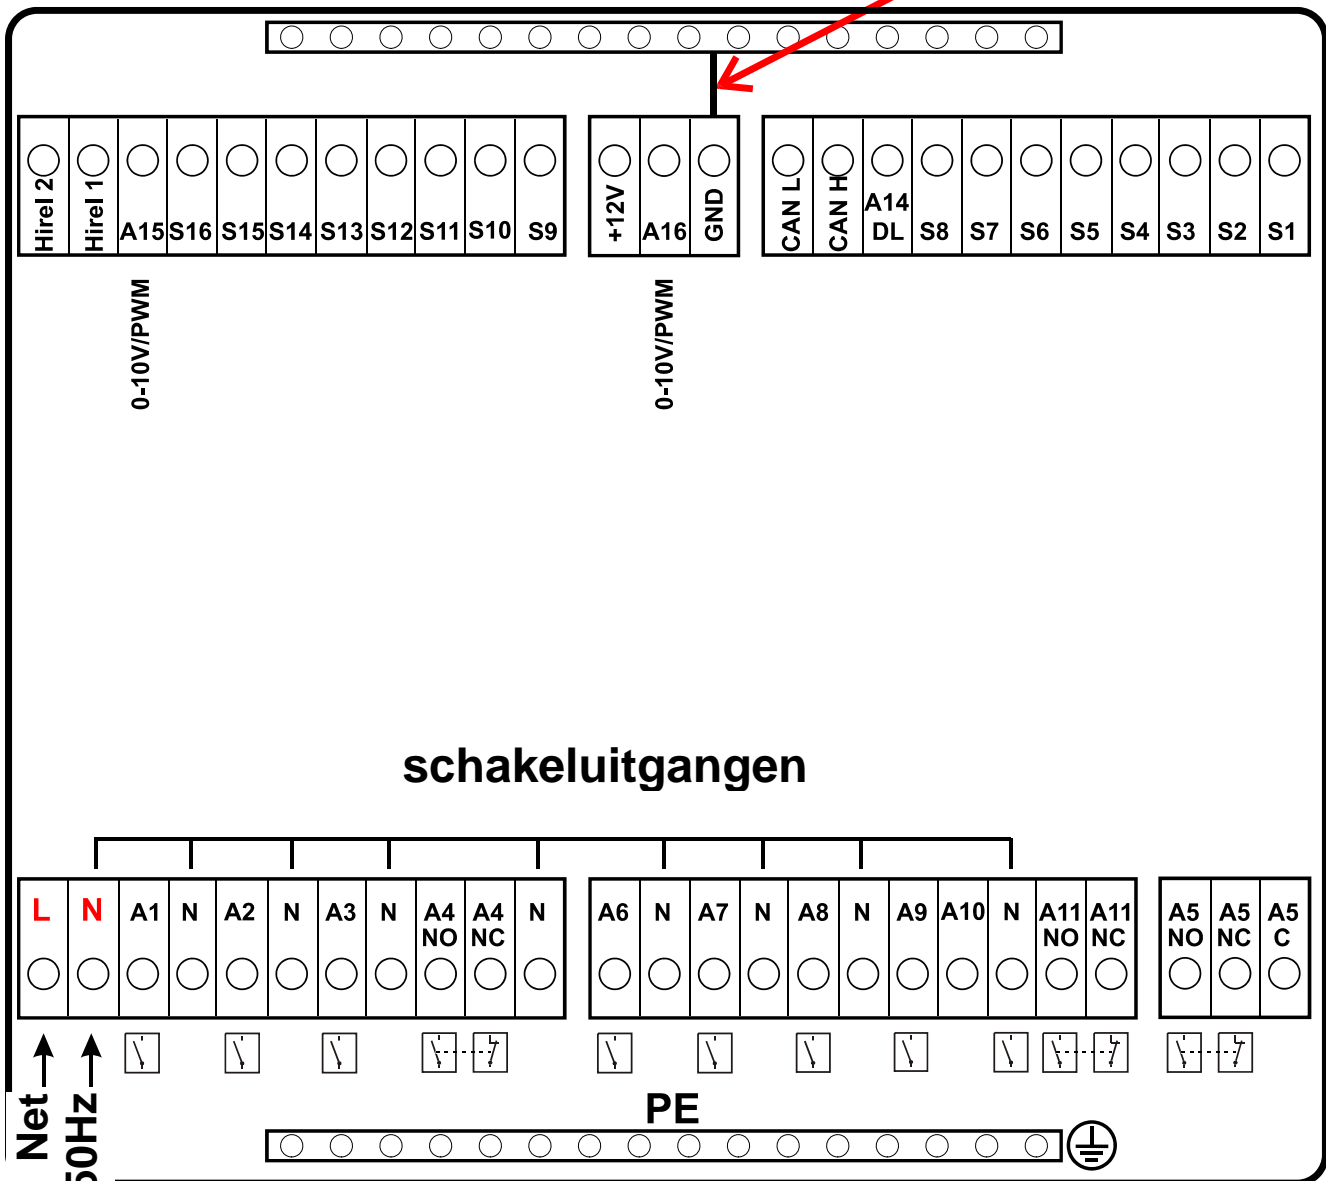 Hirel 2 Hirel 1 A15 S16 S15 S14 S13 S12 S11 S10 S9
+12V A16 GND
CAN L CAN H A14 DL S8 S7 S6 S5 S4 S3 S2 S1
0-10V/PWM
0-10V/PWM
schakeluitgangen
L N A1 N A2 N A3 N A4 NO A4 NC N
A6 N A7 N A8 N A9 A10 N A11 NO A11 NC
A5 NO A5 NC A5 C
Net
50Hz
PE